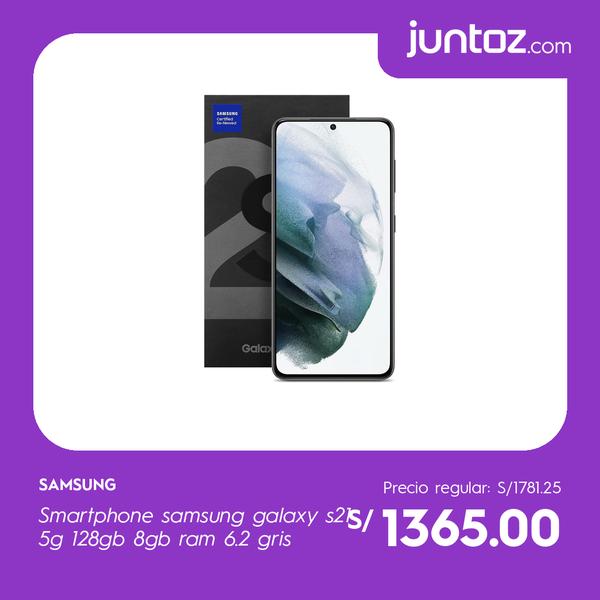 juntoz.com
SAMSUNG
Certified
Re-Newed
2S
Galax
SAMSUNG
Smartphone samsung galaxy s21
5g 128gb 8gb ram 6.2 gris
Precio regular: S/1781.25
S/ 1365.00